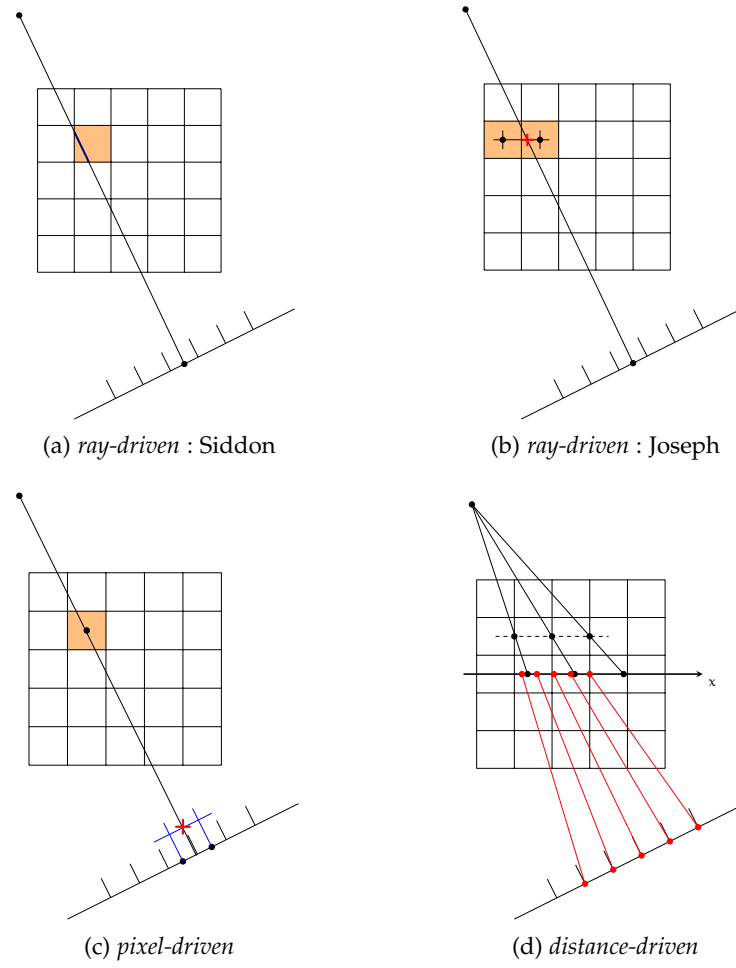 (a) ray-driven : Siddon
(b) ray-driven : Joseph
x
(c) pixel-driven
(d) distance-driven